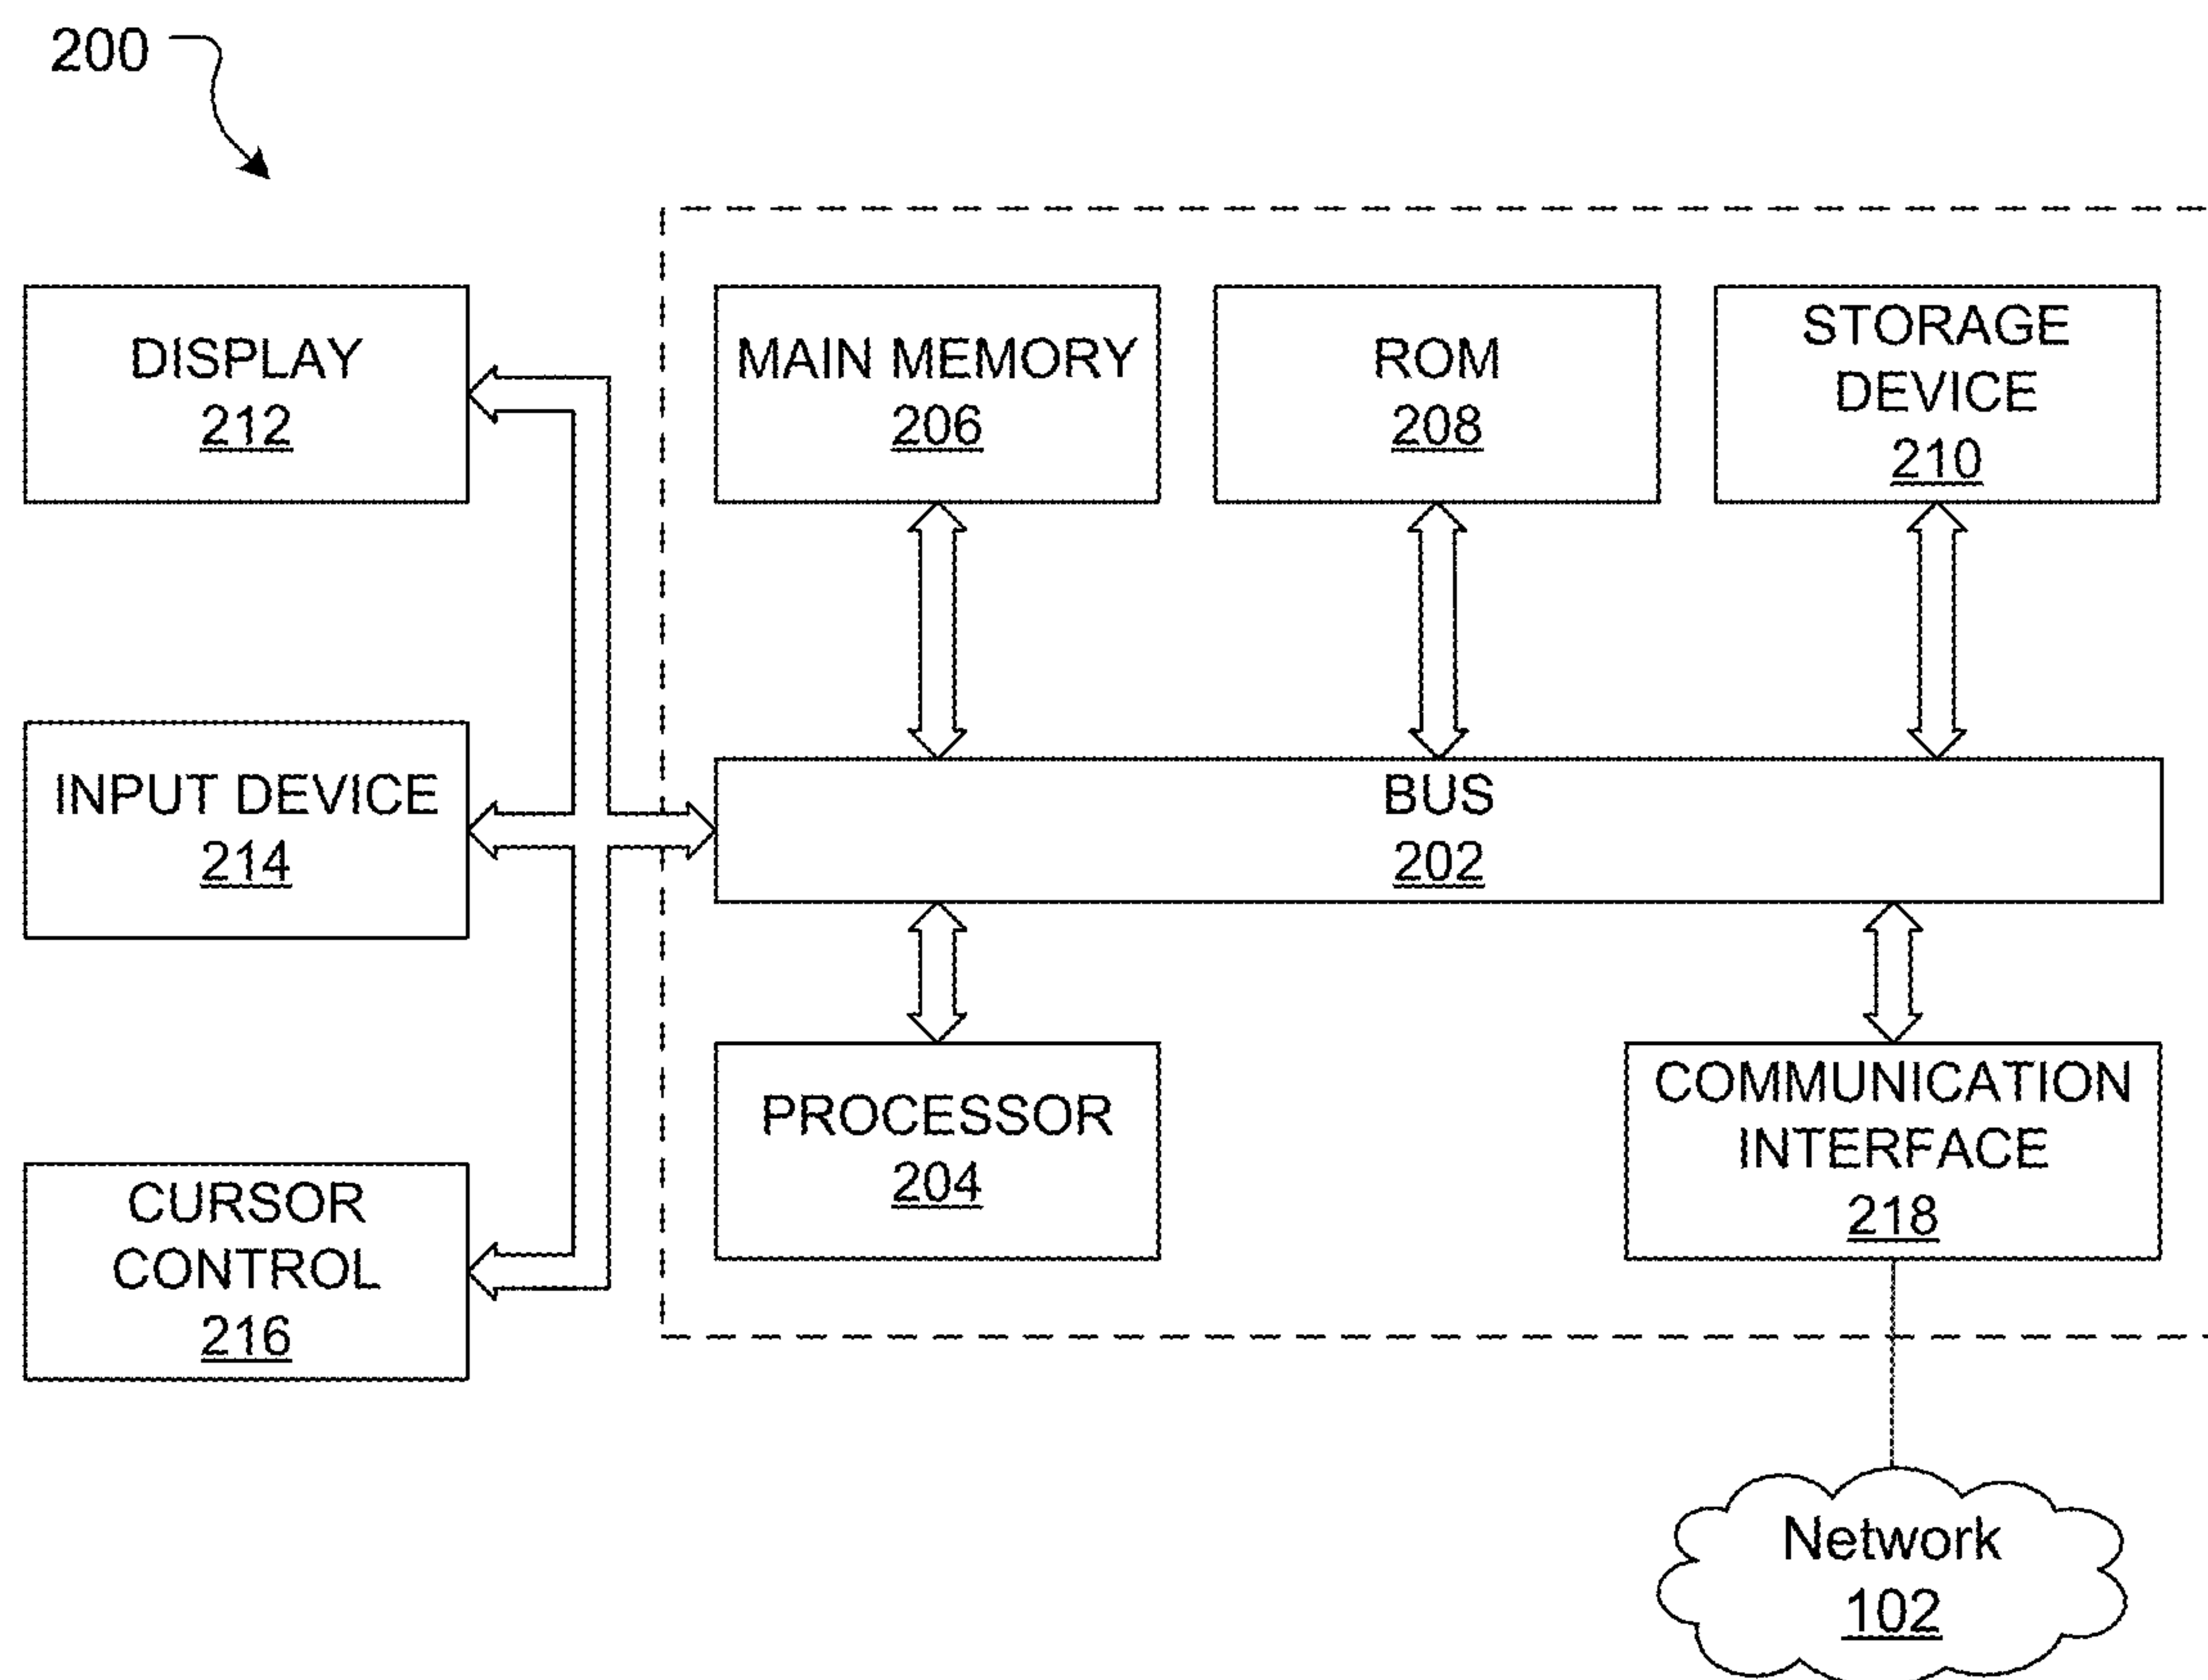 200
DISPLAY
212
MAIN MEMORY
206
ROM
208
STORAGE
DEVICE
210
INPUT DEVICE
214
BUS
202
CURSOR
CONTROL
216
PROCESSOR
204
COMMUNICATION
INTERFACE
218
Network
102